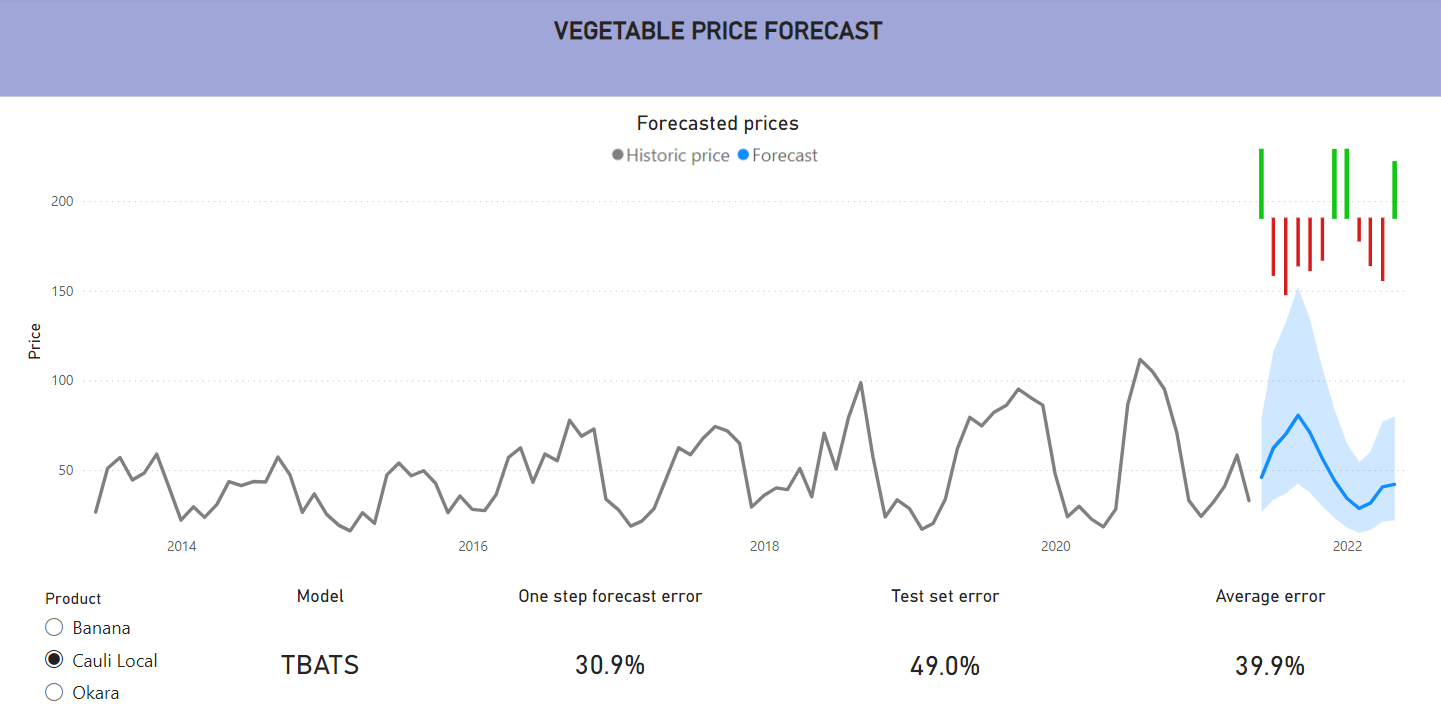 VEGETABLE PRICE FORECAST
Forecasted prices
Historic price Forecast
200
150
100
50
Price
2014 2016 2018 2020 2022
Product Model One step forecast error Test set error Average error
Banana
Cauli Local TBATS 30.9% 49.0% 39.9%
Okara